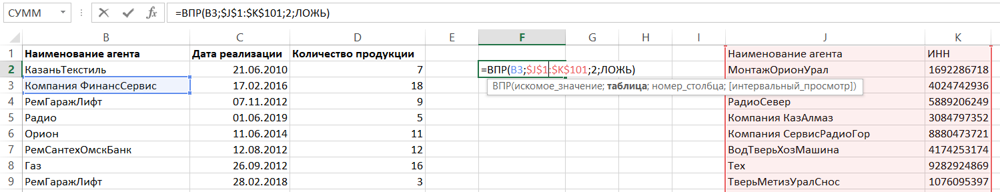 СУММ =ВПР(B3;$J$1:$K$101;2;ЛОЖЬ)
B C D E F G H I J K
1 Наименование агента Дата реализации Количество продукции Наименование агента ИНН
2 КазаньТекстиль 21.06.2010 7 =ВПР(B3;$J$1:$K$101;2;ЛОЖЬ) МонтажОрионУрал 1692286718
3 Компания ФинансСервис 17.02.2016 18 ВПР(искомое_значение; таблица; номер_столбца; [интервальный_просмотр]) 4024742936
4 РемГаражЛифт 07.11.2012 9 РадиоСевер 5889206249
5 Радио 01.06.2019 5 Компания КазАлмаз 3084797352
6 Орион 11.06.2014 11 Компания СервисРадиоГор 8880473721
7 РемСантехОмскБанк 12.08.2012 12 ВодТверьХозМашина 4174253174
8 Газ 26.09.2012 16 Тех 9282924869
9 РемГаражЛифт 28.02.2018 3 ТверьМетизУралСнос 1076095397